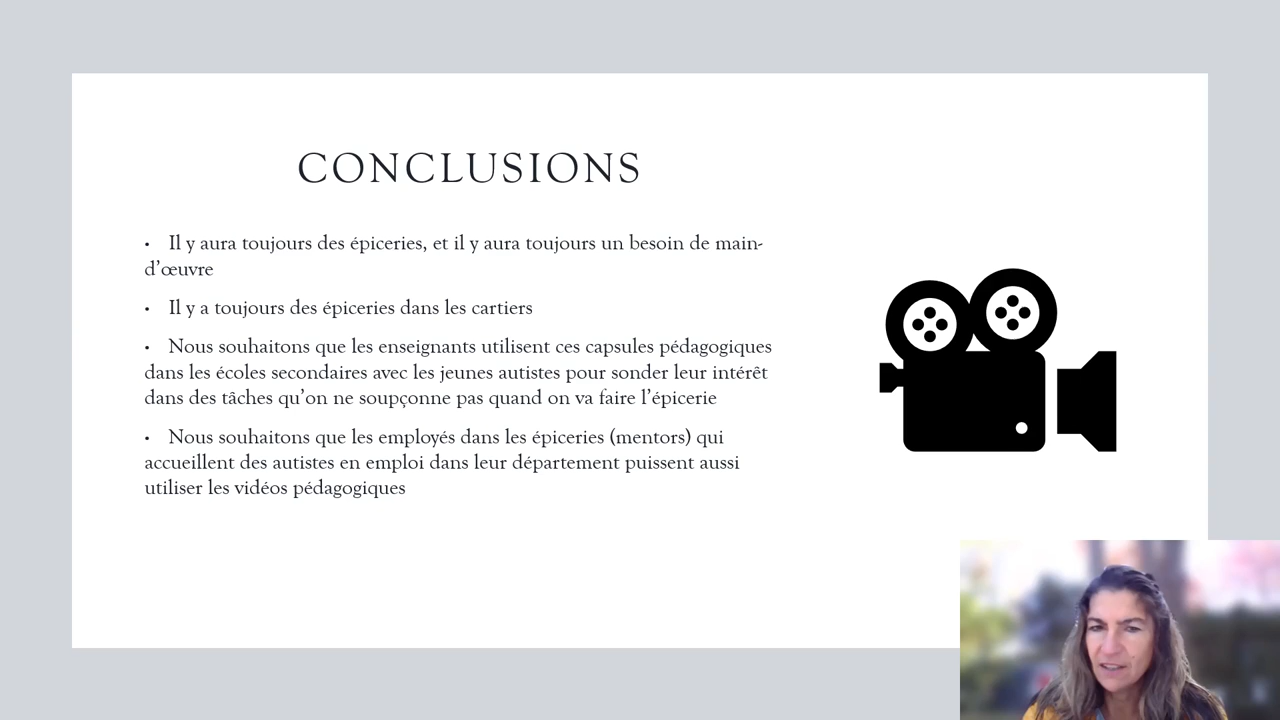 CONCLUSIONS
• Il y aura toujours des épiceries, et il y aura toujours un besoin de main-
d’œuvre
• Il y a toujours des épiceries dans les cartiers
• Nous souhaitons que les enseignants utilisent ces capsules pédagogiques
dans les écoles secondaires avec les jeunes autistes pour sonder leur intérêt
dans des tâches qu’on ne soupçonne pas quand on va faire l’épicerie
• Nous souhaitons que les employés dans les épiceries (mentors) qui
accueillent des autistes en emploi dans leur département puissent aussi
utiliser les vidéos pédagogiques